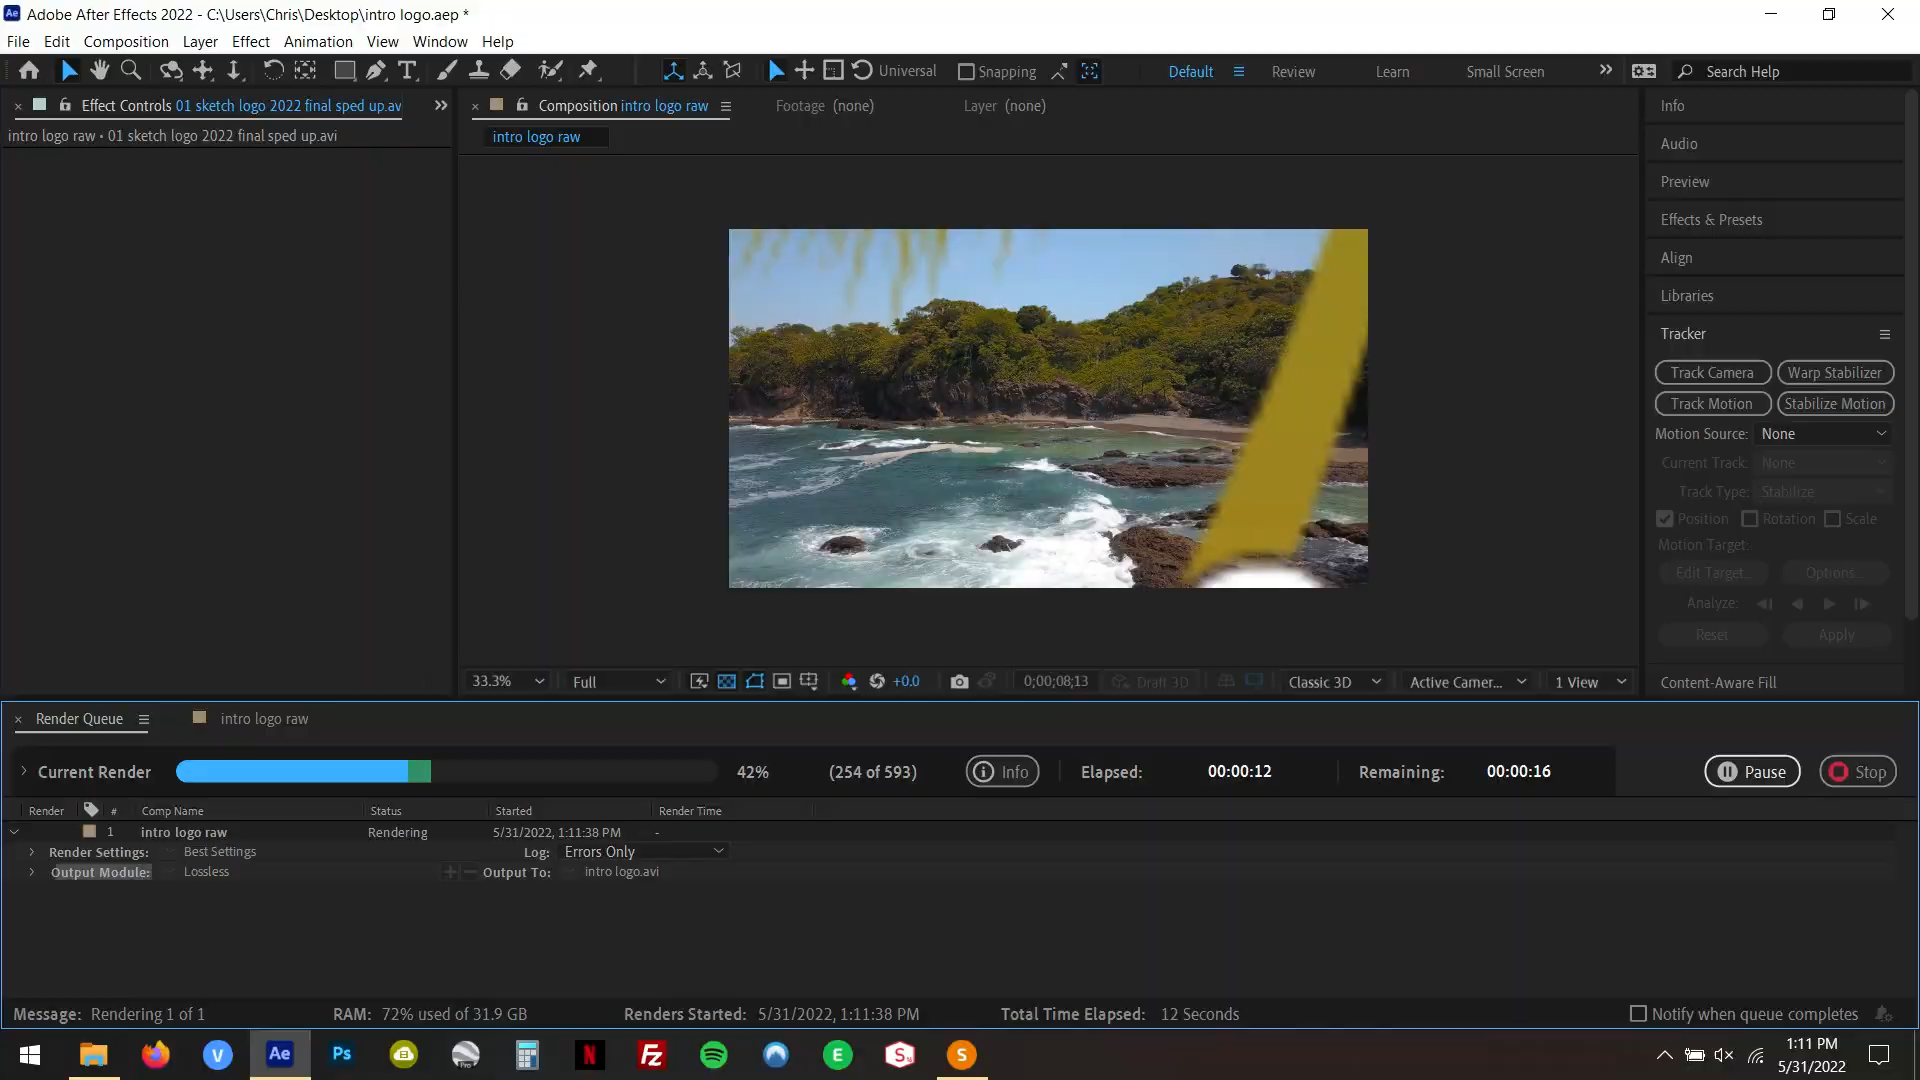 Adobe After Effects 2022 - C:\Users\Chris\Desktop\intro logo.aep *
File Edit Composition Layer Effect Animation View Window Help
Universal Snapping Default Review Learn Small Screen Search Help
Effect Controls 01 sketch logo 2022 final sped up.av
Composition intro logo raw
Footage (none)
Layer (none)
intro logo raw • 01 sketch logo 2022 final sped up.avi
intro logo raw
Info
Audio
Preview
Effects & Presets
Align
Libraries
Tracker
Track Camera Warp Stabilizer
Track Motion Stabilize Motion
Motion Source: None
Current Track: None
Track Type: Stabilize
Position Rotation Scale
Motion Target:
Edit Target... Options...
Analyze:
Reset Apply
Content-Aware Fill
33.3% Full +0.0 0;00;08;13 Draft 3D Classic 3D Active Camer... 1 View
Render Queue intro logo raw
Current Render 42% (254 of 593) Info Elapsed: 00:00:12 Remaining: 00:00:16 Pause Stop
Render # Comp Name Status Started Render Time
1 intro logo raw Rendering 5/31/2022, 1:11:38 PM -
Render Settings: Best Settings Log: Errors Only
Output Module: Lossless Output To: intro logo.avi
Message: Rendering 1 of 1 RAM: 72% used of 31.9 GB Renders Started: 5/31/2022, 1:11:38 PM Total Time Elapsed: 12 Seconds Notify when queue completes
V Ae Ps Pro N Fz E S S
1:11 PM
5/31/2022